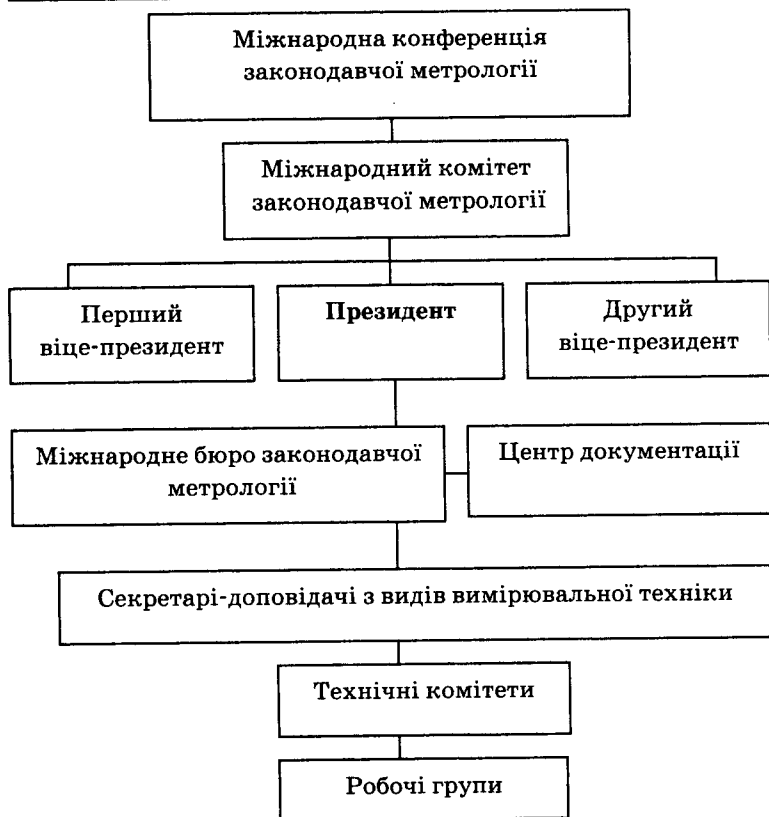 Міжнародна конференція
законодавчої метрології
Міжнародний комітет
законодавчої метрології
Перший
віце-президент
Президент
Другий
віце-президент
Міжнародне бюро законодавчої
метрології
Центр документації
Секретарі-доповідачі з видів вимірювальної техніки
Технічні комітети
Робочі групи